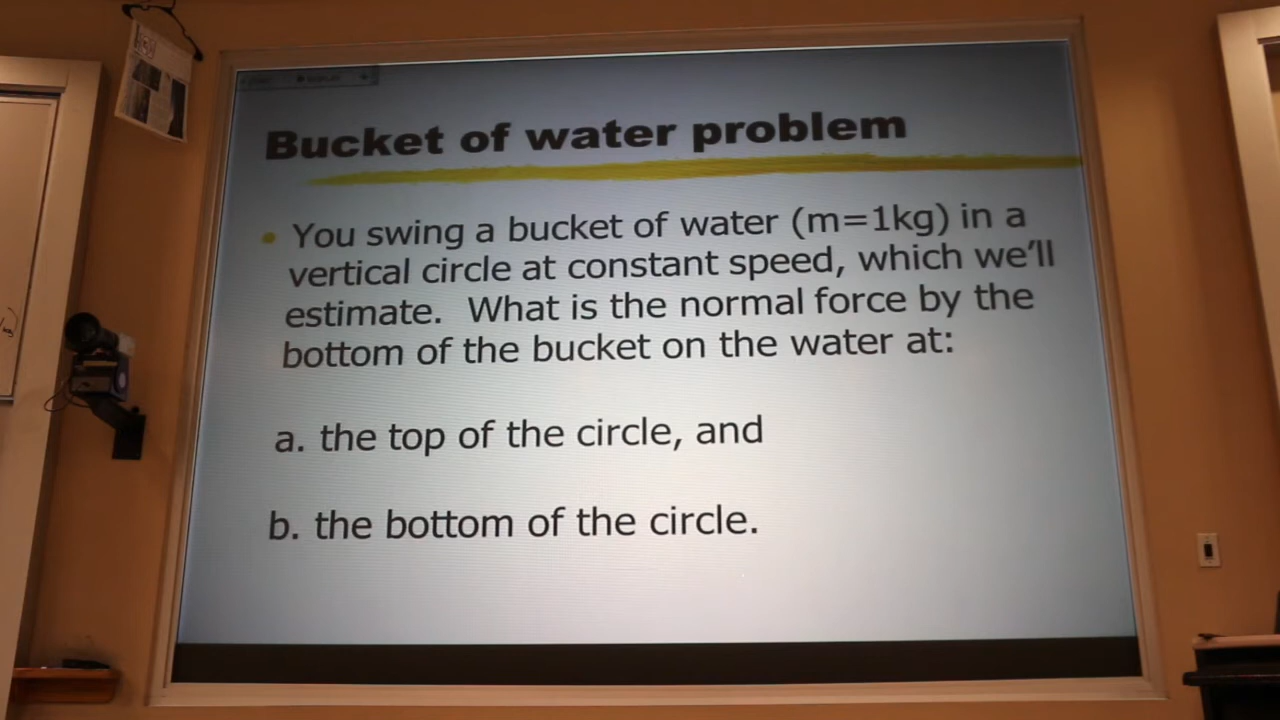 Bucket of water problem
You swing a bucket of water (m=1kg) in a
vertical circle at constant speed, which we'll
estimate. What is the normal force by the
bottom of the bucket on the water at:
a. the top of the circle, and
b. the bottom of the circle.